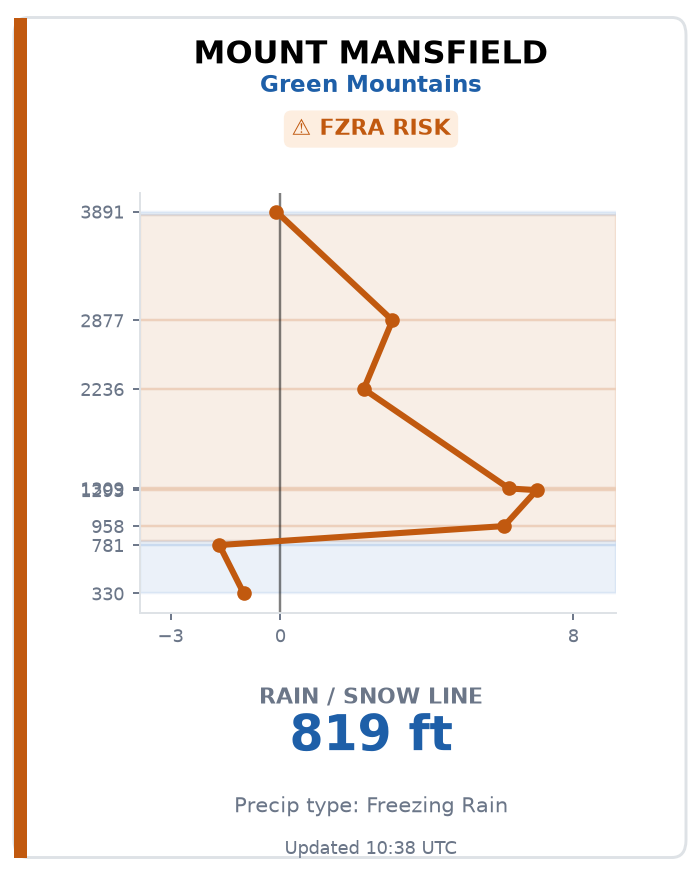 MOUNT MANSFIELD
Green Mountains
⚠ FZRA RISK
3891
2877
2236
958
781
330
−3 0 8
RAIN / SNOW LINE
819 ft
Precip type: Freezing Rain
Updated 10:38 UTC